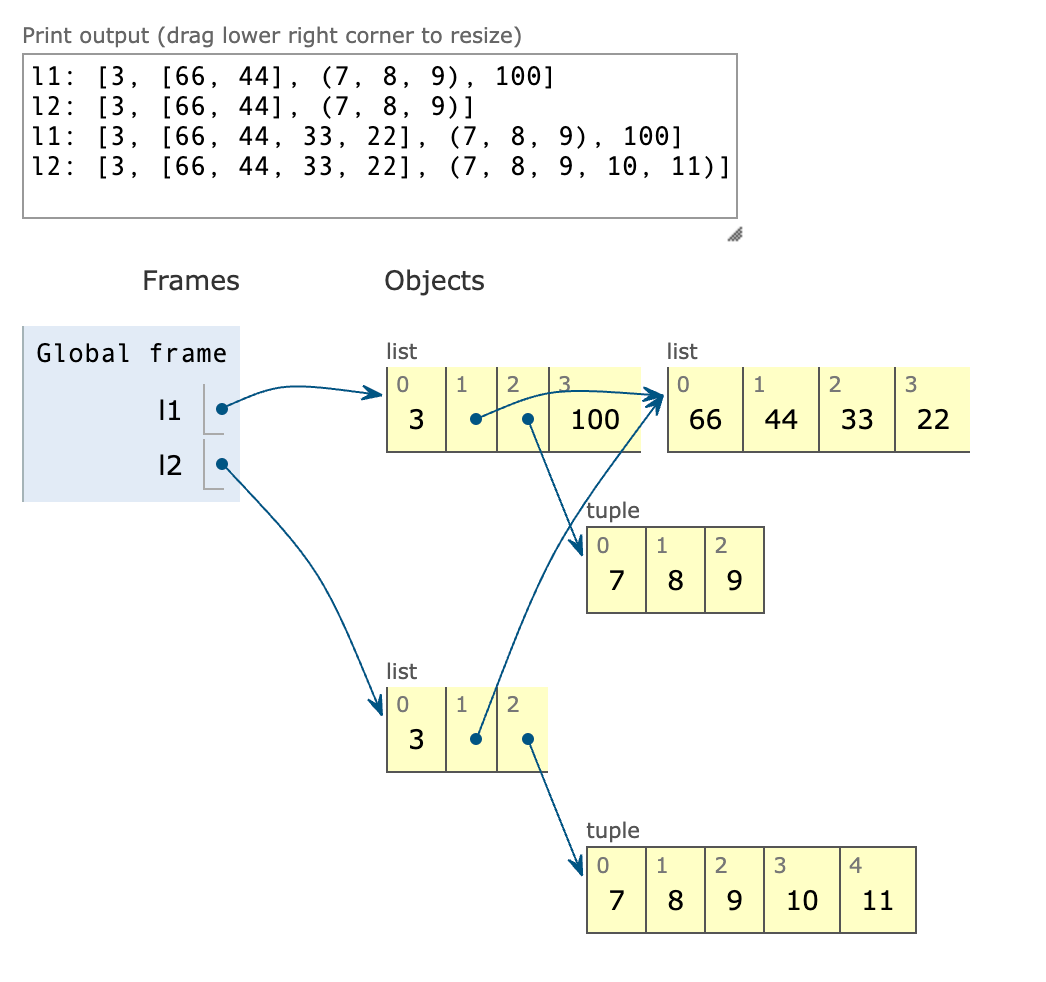 Print output (drag lower right corner to resize)
l1: [3, [66, 44], (7, 8, 9), 100]
l2: [3, [66, 44], (7, 8, 9)]
l1: [3, [66, 44, 33, 22], (7, 8, 9), 100]
l2: [3, [66, 44, 33, 22], (7, 8, 9, 10, 11)]
Frames Objects
Global frame
l1
l2
list
0 1 2 3
3 100
list
0 1 2 3
66 44 33 22
tuple
0 1 2
7 8 9
list
0 1 2
3
tuple
0 1 2 3 4
7 8 9 10 11